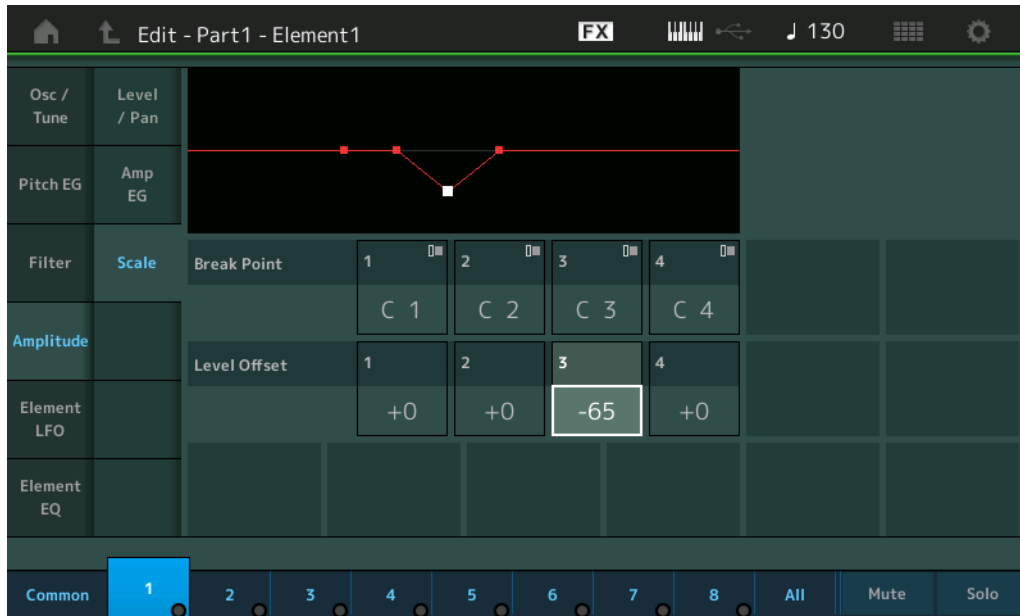 Edit - Part1 - Element1
FX
♩ 130
Osc /
Tune
Level
/ Pan
Pitch EG
Amp
EG
Filter
Scale
Break Point
1
2
3
4
C 1
C 2
C 3
C 4
Amplitude
Level Offset
1
2
3
4
+0
+0
-65
+0
Element
LFO
Element
EQ
Common
1
2
3
4
5
6
7
8
All
Mute
Solo